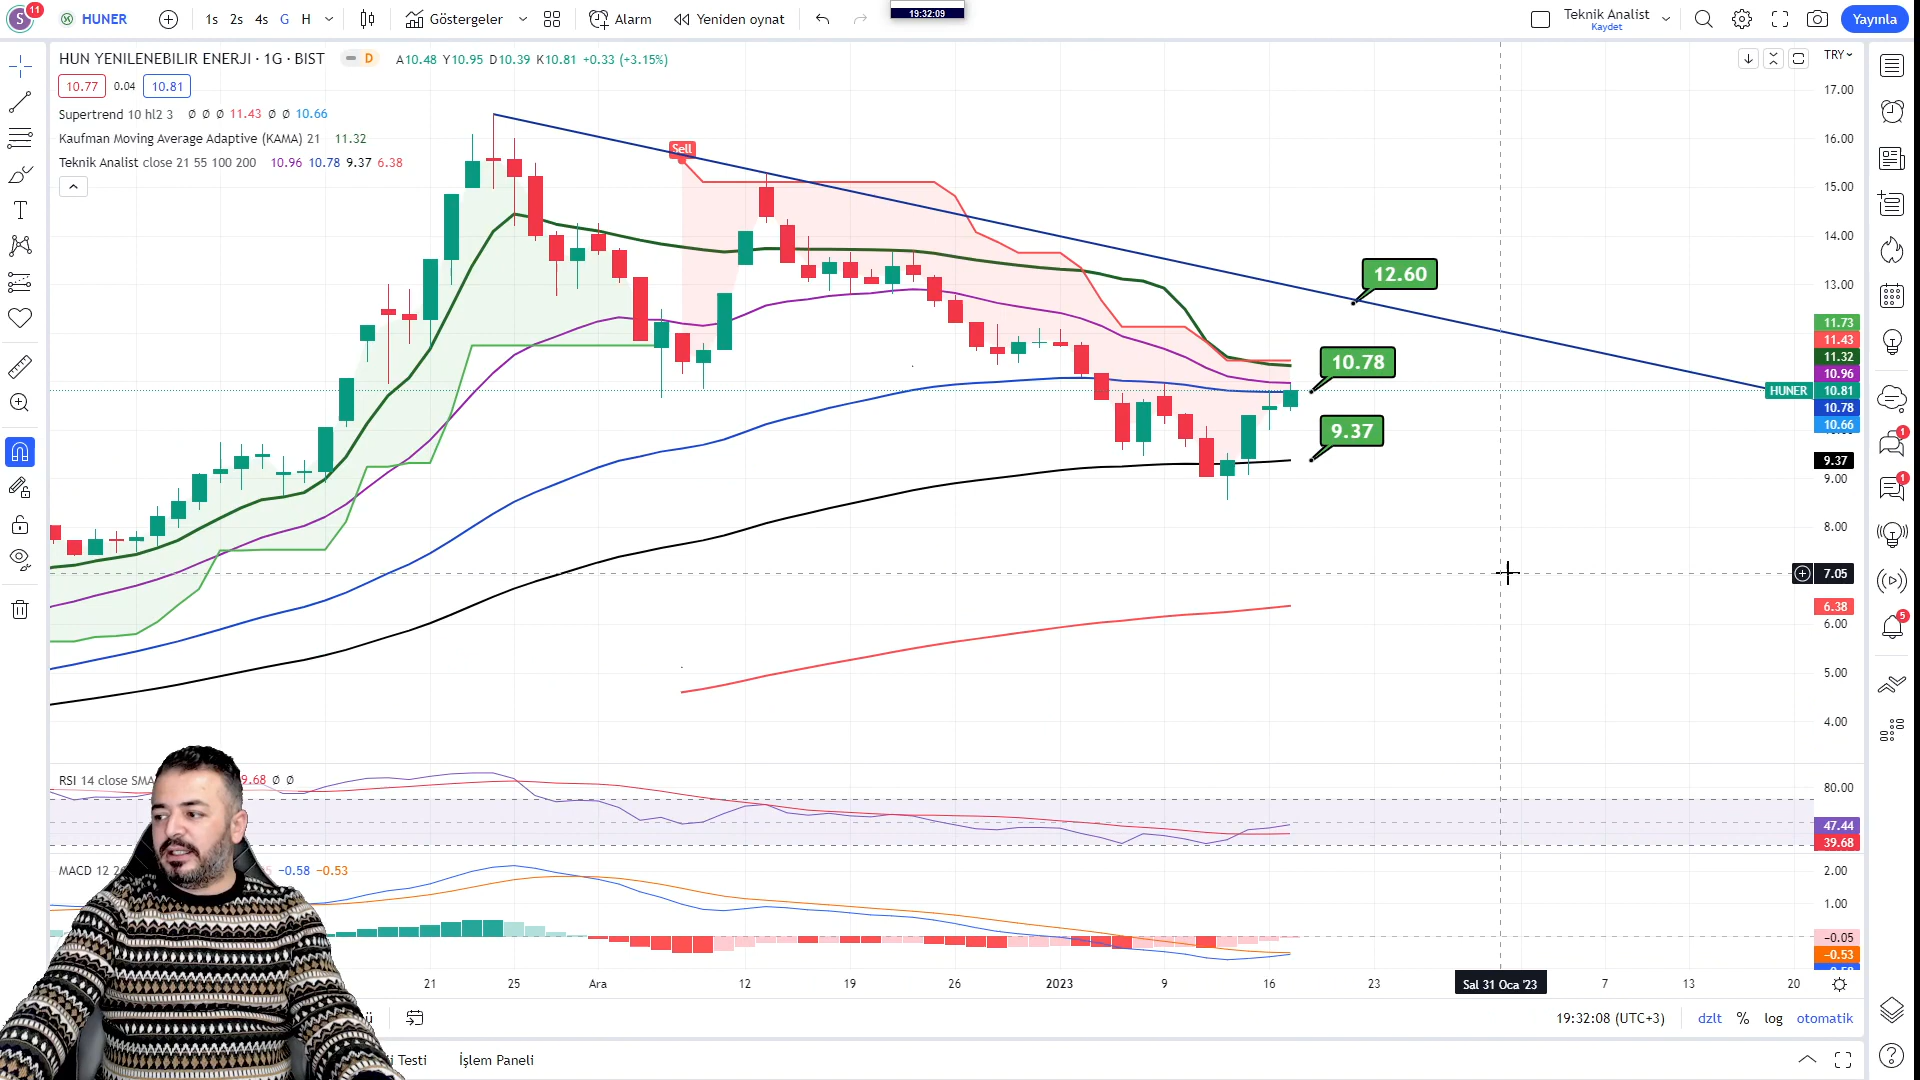 S 11 HUNER 1s 2s 4s G H Göstergeler Alarm Yeniden oynat 19:32:09 Teknik Analist Kaydet Yayınla
HUN YENILENEBILIR ENERJI · 1G · BIST D A10.48 Y10.95 D10.39 K10.81 +0.33 (+3.15%) TRY
10.77 0.04 10.81
Supertrend 10 hl2 3 Ø Ø Ø 11.43 Ø Ø 10.66
Kaufman Moving Average Adaptive (KAMA) 21 11.32
Teknik Analist close 21 55 100 200 10.96 10.78 9.37 6.38
Sell
12.60
10.78
9.37
17.00
16.00
15.00
14.00
13.00
11.73
11.43
11.32
10.96
HUNER 10.81
10.78
10.66
9.37
9.00
8.00
7.05
6.38
6.00
5.00
4.00
RSI 14 close SMA 9.68 Ø Ø
80.00
47.44
39.68
MACD 12 2 −0.58 −0.53
2.00
1.00
−0.05
−0.53
21 25 Ara 12 19 26 2023 9 16 23 Sal 31 Oca '23 7 13 20
19:32:08 (UTC+3) dzlt % log otomatik
Testi İşlem Paneli
1
1
5